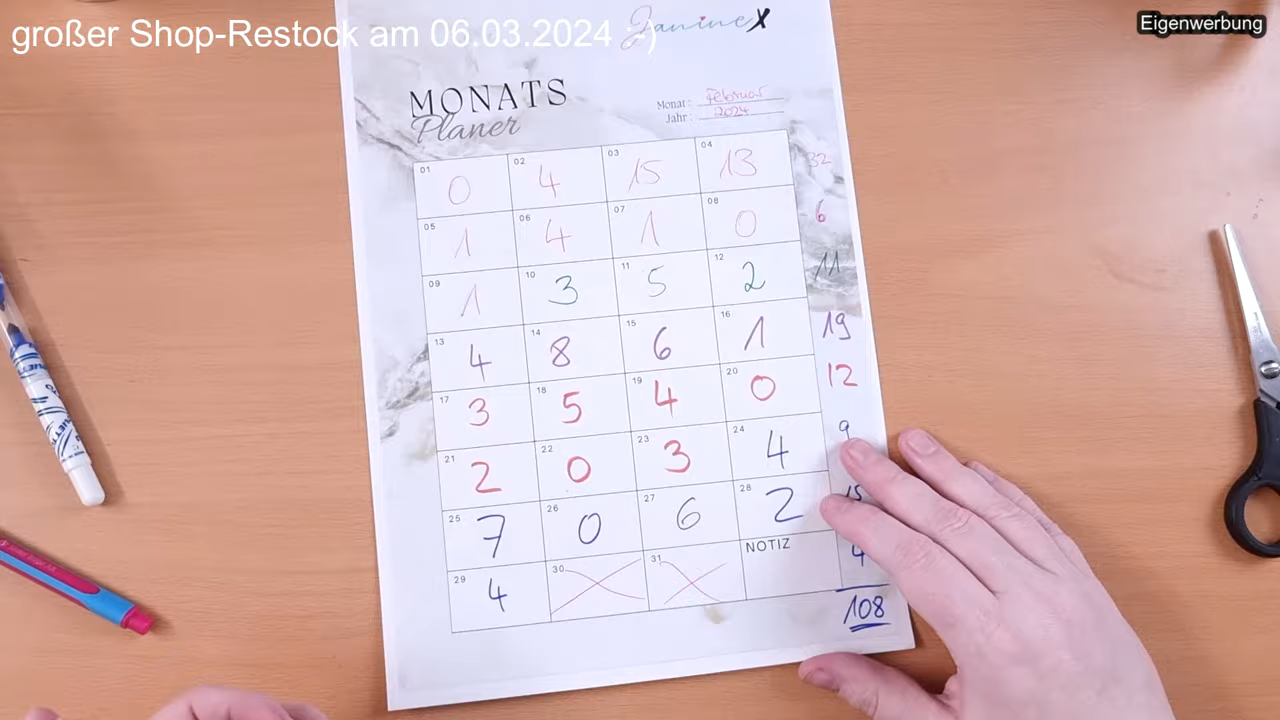 großer Shop-Restock am 06.03.2024 :-)
Eigenwerbung
JanineX
MONATS
Planer
Monat: Februar
Jahr: 2024
01 0 02 4 03 15 04 13 32
05 1 06 4 07 1 08 0 6
09 1 10 3 11 5 12 2 11
13 4 14 8 15 6 16 1 19
17 3 18 5 19 4 20 0 12
21 2 22 0 23 3 24 4 9
25 7 26 0 27 6 28 2 15
29 4 30 31 NOTIZ 4
108